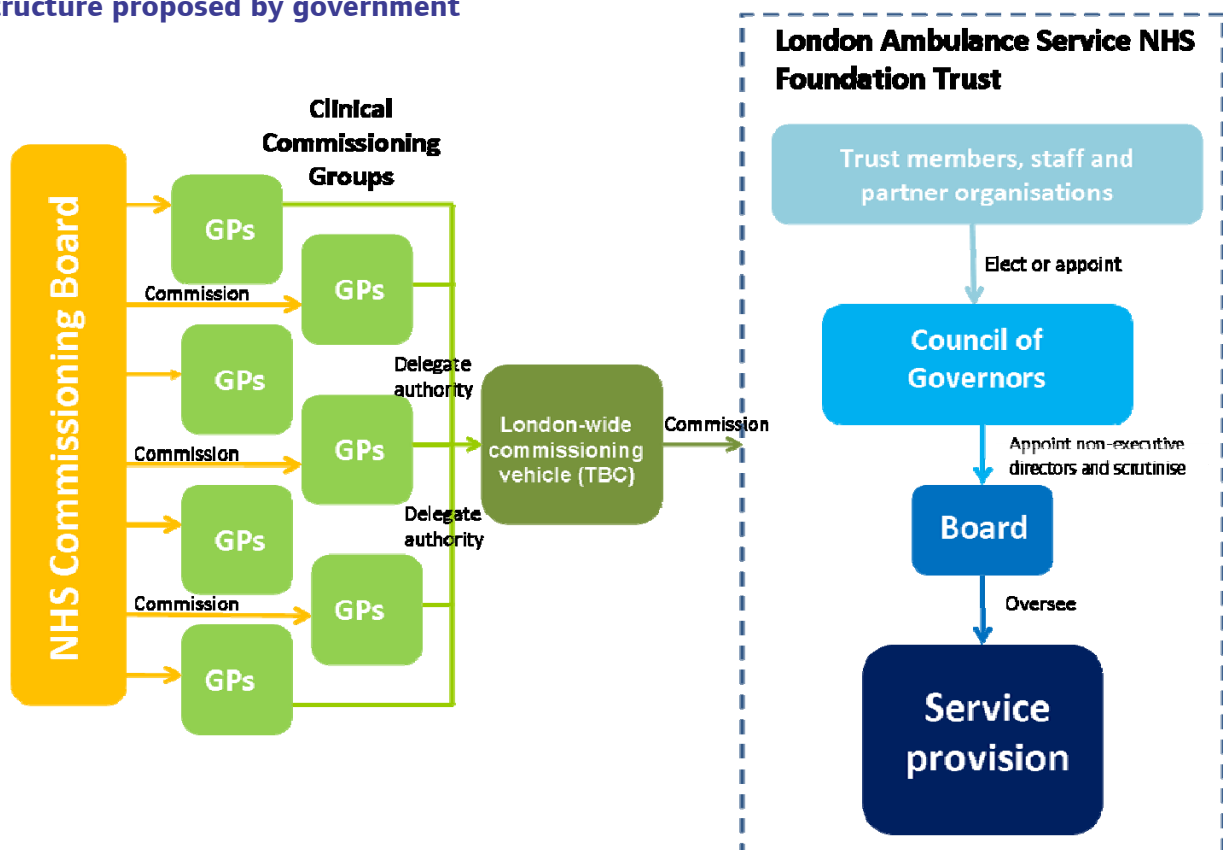 tructure proposed by government
London Ambulance Service NHS
Foundation Trust
Clinical
Commissioning
Groups
NHS Commissioning Board
GPs
Commission
GPs
GPs
Commission
GPs
GPs
Commission
GPs
GPs
Delegate
authority
Delegate
authority
London-wide
commissioning
vehicle (TBC)
Commission
Trust members, staff and
partner organisations
Elect or appoint
Council of
Governors
Appoint non-executive
directors and scrutinise
Board
Oversee
Service
provision